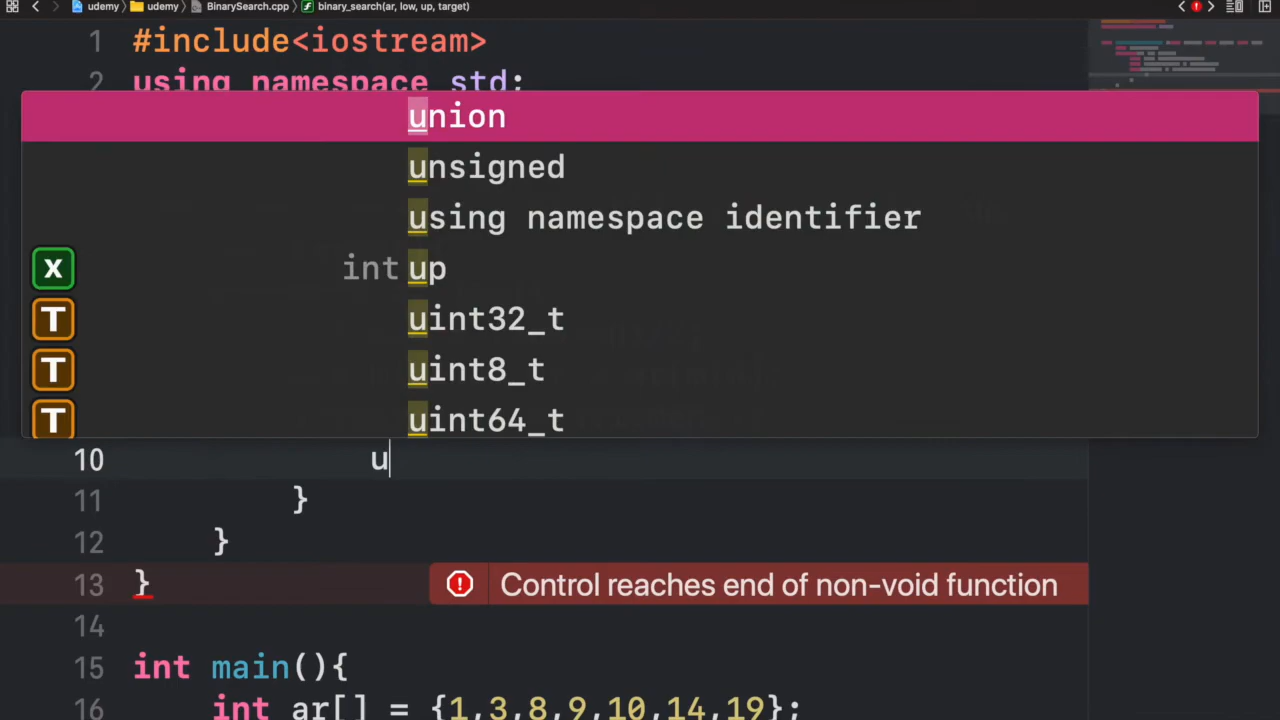 udemy udemy BinarySearch.cpp binary_search(ar, low, up, target)
1 #include<iostream>
2 using namespace std;
union
unsigned
using namespace identifier
X int up
T uint32_t
T uint8_t
T uint64_t
10 u
11 }
12 }
13 } Control reaches end of non-void function
14
15 int main(){
16 int ar[] = {1,3,8,9,10,14,19};